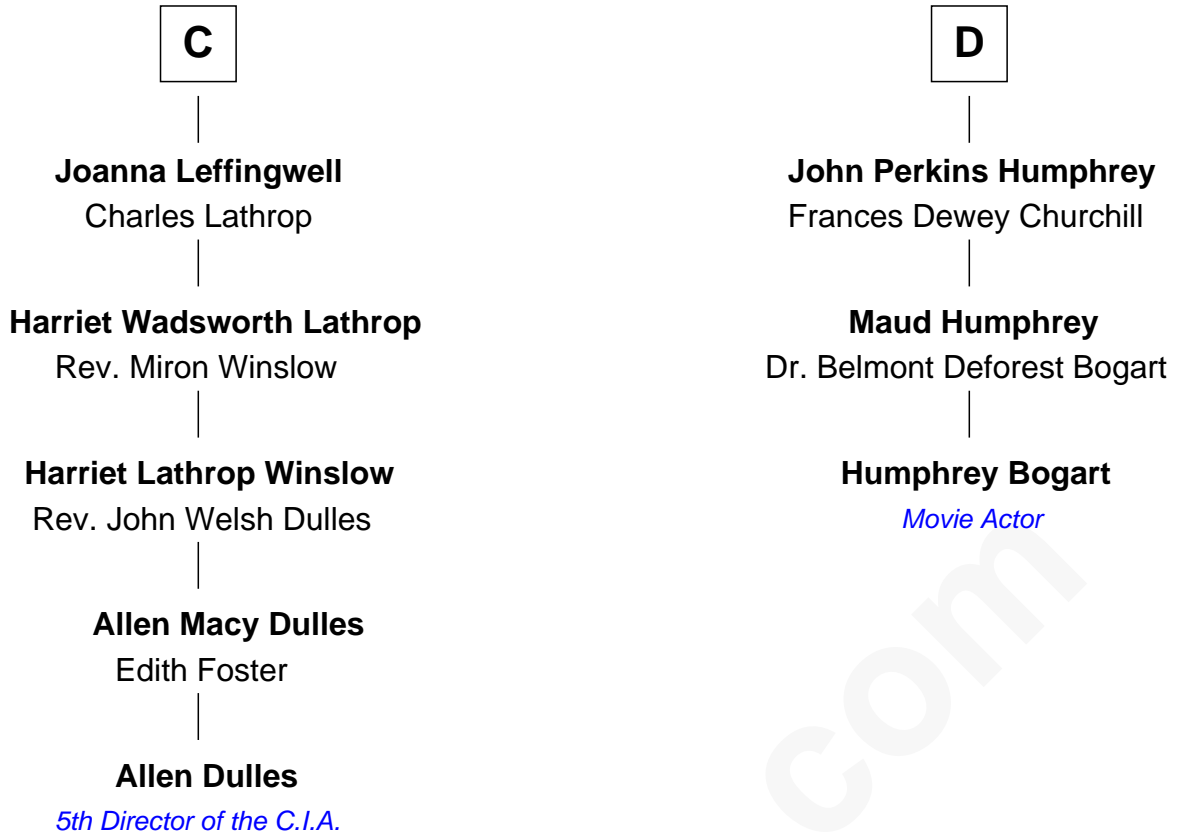 C
Joanna Leffingwell
Charles Lathrop
Harriet Wadsworth Lathrop
Rev. Miron Winslow
Harriet Lathrop Winslow
Rev. John Welsh Dulles
Allen Macy Dulles
Edith Foster
Allen Dulles
5th Director of the C.I.A.
D
John Perkins Humphrey
Frances Dewey Churchill
Maud Humphrey
Dr. Belmont Deforest Bogart
Humphrey Bogart
Movie Actor
com